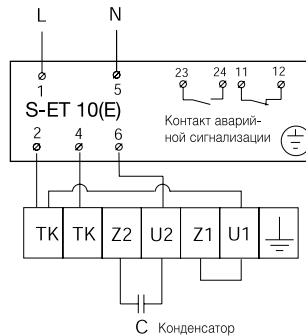 L N
1 5 23 24 11 12
S-ET 10(E)
Контакт аварий-
ной сигнализации
2 4 6
TK TK Z2 U2 Z1 U1
C Конденсатор